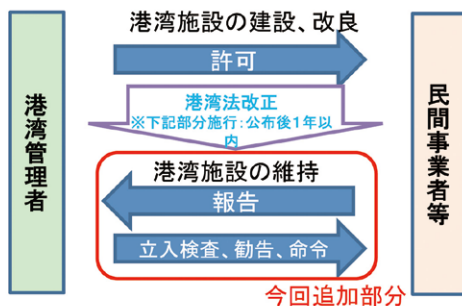 港湾施設の建設、改良
許可
港湾管理者
民間事業者等
港湾法改正
※下記部分施行：公布後1年以
内
港湾施設の維持
報告
立入検査、勧告、命令
今回追加部分